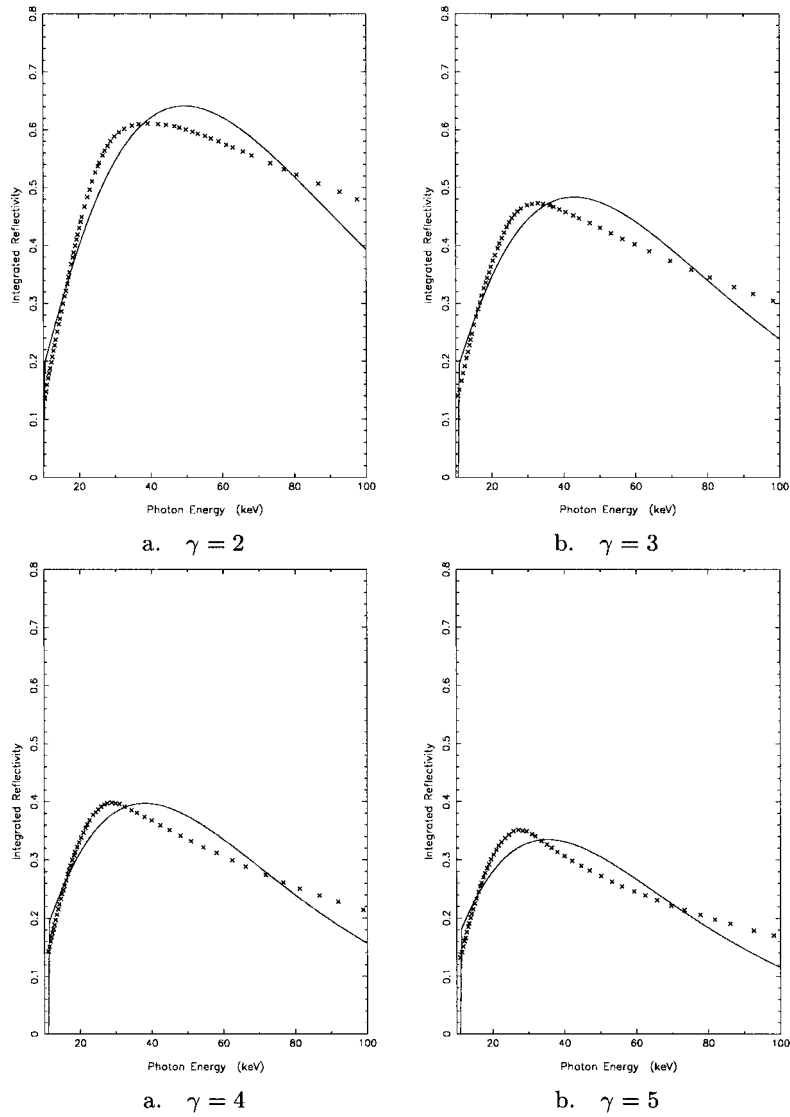 0.8
0.7
0.6
0.5
0.4
0.3
0.2
0.1
0
Integrated Reflectivity
20 40 60 80 100
Photon Energy (keV)
a. γ = 2
0.8
0.7
0.6
0.5
0.4
0.3
0.2
0.1
0
Integrated Reflectivity
20 40 60 80 100
Photon Energy (keV)
b. γ = 3
0.8
0.7
0.6
0.5
0.4
0.3
0.2
0.1
0
Integrated Reflectivity
20 40 60 80 100
Photon Energy (keV)
a. γ = 4
0.8
0.7
0.6
0.5
0.4
0.3
0.2
0.1
0
Integrated Reflectivity
20 40 60 80 100
Photon Energy (keV)
b. γ = 5